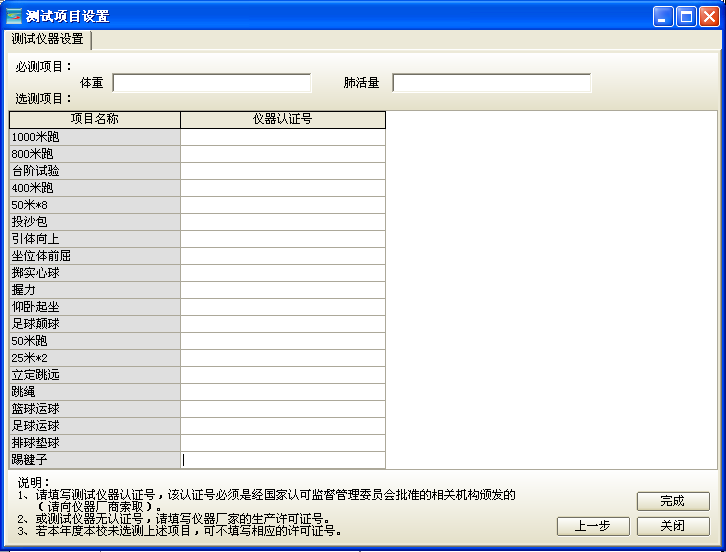 测试项目设置
测试仪器设置
必测项目：
体重 肺活量
选测项目：
项目名称 仪器认证号
1000米跑
800米跑
台阶试验
400米跑
50米*8
投沙包
引体向上
坐位体前屈
掷实心球
握力
仰卧起坐
足球颠球
50米跑
25米*2
立定跳远
跳绳
篮球运球
足球运球
排球垫球
踢毽子
说明：
1、请填写测试仪器认证号，该认证号必须是经国家认可监督管理委员会批准的相关机构颁发的
（请向仪器厂商索取）。
2、或测试仪器无认证号，请填写仪器厂家的生产许可证号。
3、若本年度本校未选测上述项目，可不填写相应的许可证号。
完成
上一步 关闭